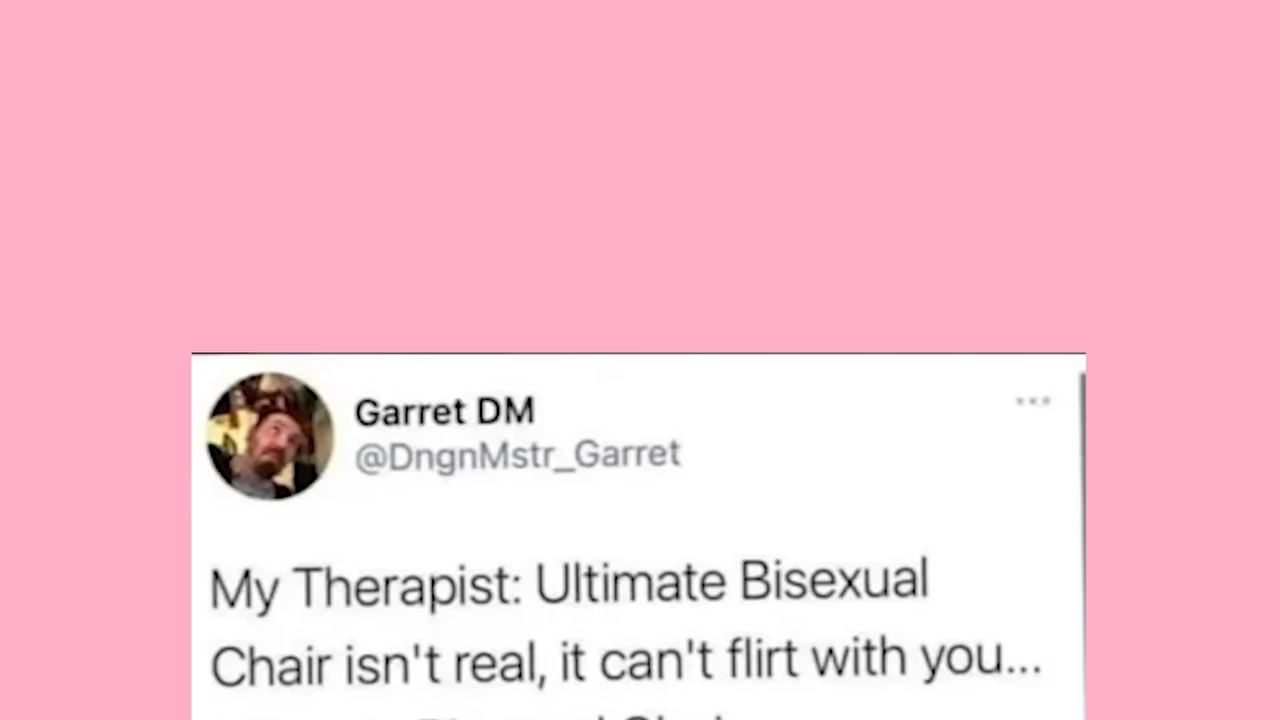 Garret DM
@DngnMstr_Garret
My Therapist: Ultimate Bisexual
Chair isn't real, it can't flirt with you...